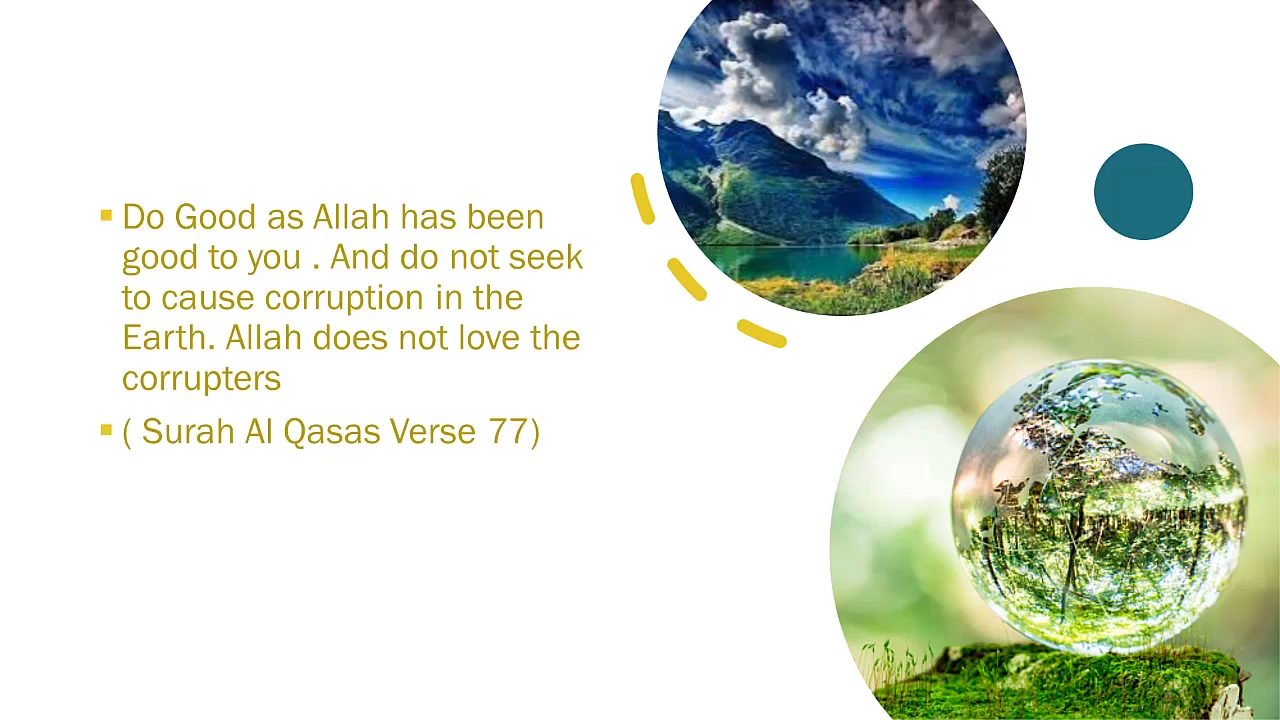 Do Good as Allah has been
good to you . And do not seek
to cause corruption in the
Earth. Allah does not love the
corrupters
( Surah Al Qasas Verse 77)